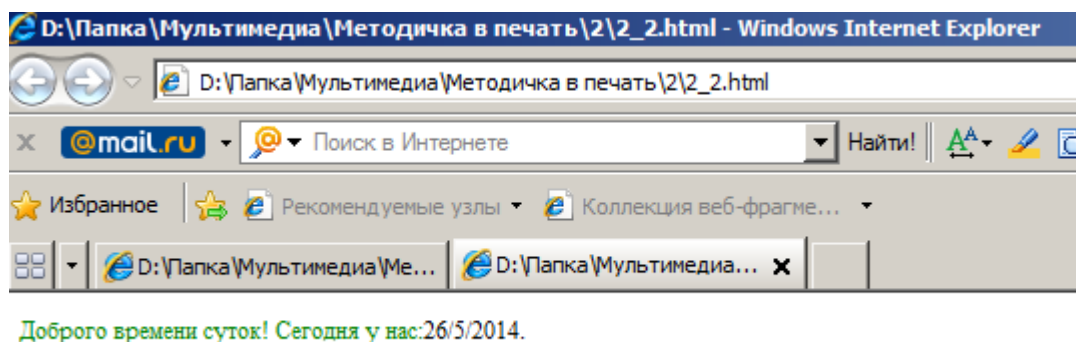 D:\Папка\Мультимедиа\Методичка в печать\2\2_2.html - Windows Internet Explorer
D:\Папка\Мультимедиа\Методичка в печать\2\2_2.html
@mail.ru Поиск в Интернете Найти!
Избранное Рекомендуемые узлы Коллекция веб-фрагме...
D:\Папка\Мультимедиа\Ме... D:\Папка\Мультимедиа...
Доброго времени суток! Сегодня у нас:26/5/2014.